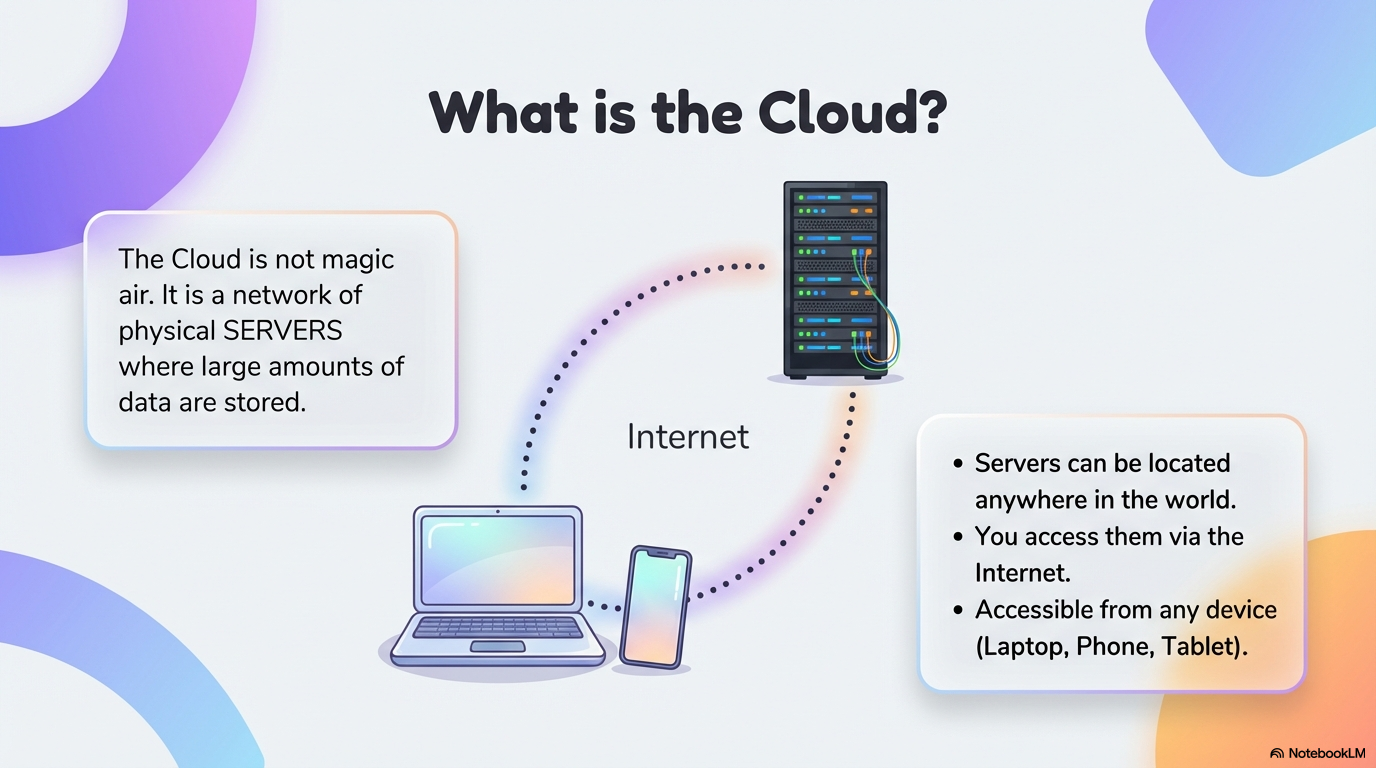 What is the Cloud?
The Cloud is not magic
air. It is a network of
physical SERVERS
where large amounts of
data are stored.
Internet
• Servers can be located
anywhere in the world.
• You access them via the
Internet.
• Accessible from any device
(Laptop, Phone, Tablet).
NotebookLM